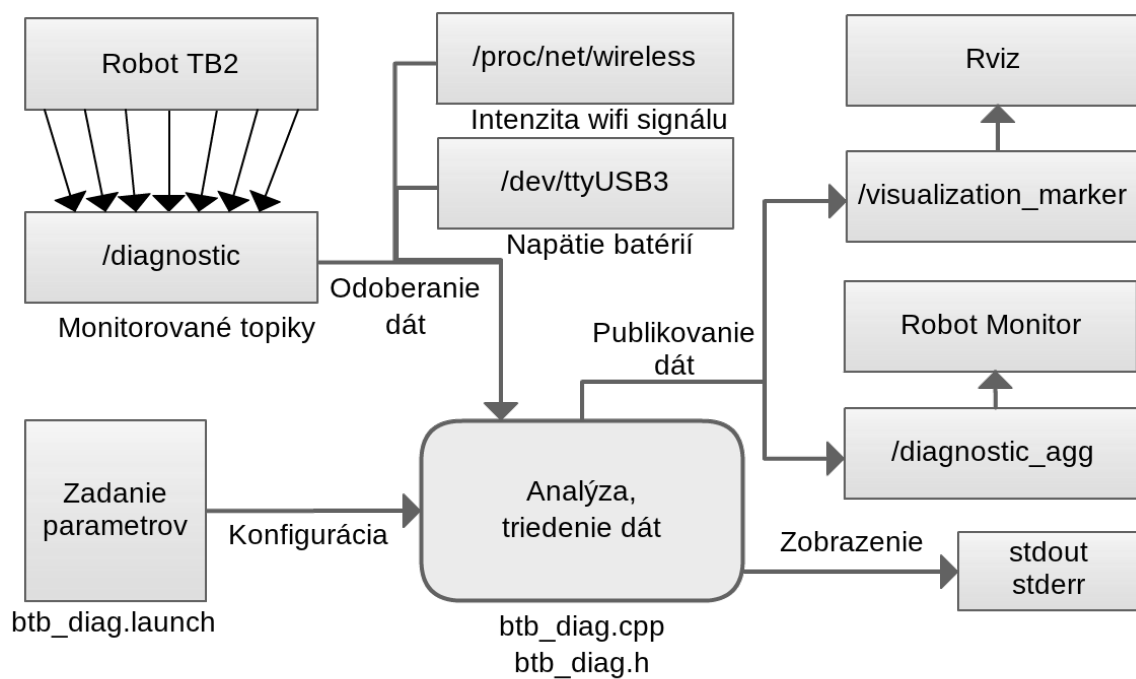 Robot TB2
/diagnostic
Monitorované topiky
/proc/net/wireless
Intenzita wifi signálu
/dev/ttyUSB3
Napätie batérií
Odoberanie
dát
Rviz
/visualization_marker
Robot Monitor
/diagnostic_agg
Publikovanie
dát
Zadanie
parametrov
btb_diag.launch
Konfigurácia
Analýza,
triedenie dát
btb_diag.cpp
btb_diag.h
Zobrazenie
stdout
stderr